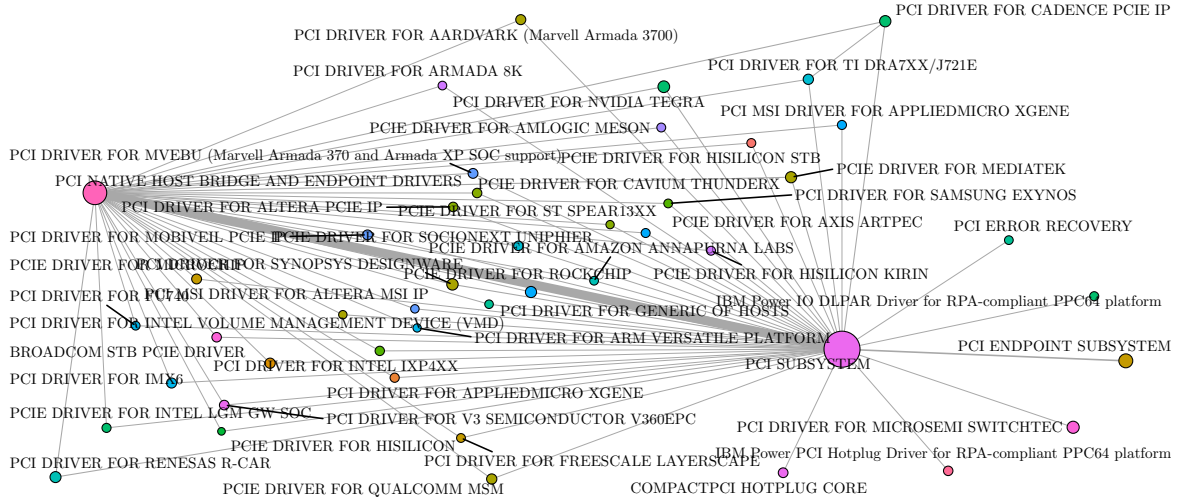 PCI DRIVER FOR CADENCE PCIE IP
PCI DRIVER FOR AARDVARK (Marvell Armada 3700)
PCI DRIVER FOR TI DRA7XX/J721E
PCI DRIVER FOR ARMADA 8K
PCI DRIVER FOR NVIDIA TEGRA
PCI MSI DRIVER FOR APPLIEDMICRO XGENE
PCIE DRIVER FOR AMLOGIC MESON
PCI DRIVER FOR MVEBU (Marvell Armada 370 and Armada XP SOC support)
PCIE DRIVER FOR HISILICON STB
PCIE DRIVER FOR MEDIATEK
PCI NATIVE HOST BRIDGE AND ENDPOINT DRIVERS
PCIE DRIVER FOR CAVIUM THUNDERX
PCI DRIVER FOR SAMSUNG EXYNOS
PCI DRIVER FOR ALTERA PCIE IP
PCIE DRIVER FOR ST SPEAR13XX
PCIE DRIVER FOR AXIS ARTPEC
PCI ERROR RECOVERY
PCI DRIVER FOR MOBIVEIL PCIE IP
PCIE DRIVER FOR SOCIONEXT UNIPHIER
PCIE DRIVER FOR AMAZON ANNAPURNA LABS
PCIE DRIVER FOR MICROCHIP
PCI DRIVER FOR SYNOPSYS DESIGNWARE
PCIE DRIVER FOR ROCKCHIP
PCIE DRIVER FOR HISILICON KIRIN
PCI DRIVER FOR FU740
PCI MSI DRIVER FOR ALTERA MSI IP
IBM Power IO DLPAR Driver for RPA-compliant PPC64 platform
PCI DRIVER FOR GENERIC OF HOSTS
PCI DRIVER FOR INTEL VOLUME MANAGEMENT DEVICE (VMD)
PCI DRIVER FOR ARM VERSATILE PLATFORM
PCI ENDPOINT SUBSYSTEM
BROADCOM STB PCIE DRIVER
PCI DRIVER FOR INTEL IXP4XX
PCI SUBSYSTEM
PCI DRIVER FOR IMX6
PCI DRIVER FOR APPLIEDMICRO XGENE
PCIE DRIVER FOR INTEL LGM GW SOC
PCI DRIVER FOR V3 SEMICONDUCTOR V360EPC
PCI DRIVER FOR MICROSEMI SWITCHTEC
PCIE DRIVER FOR HISILICON
IBM Power PCI Hotplug Driver for RPA-compliant PPC64 platform
PCI DRIVER FOR RENESAS R-CAR
PCI DRIVER FOR FREESCALE LAYERSCAPE
PCIE DRIVER FOR QUALCOMM MSM
COMPACTPCI HOTPLUG CORE